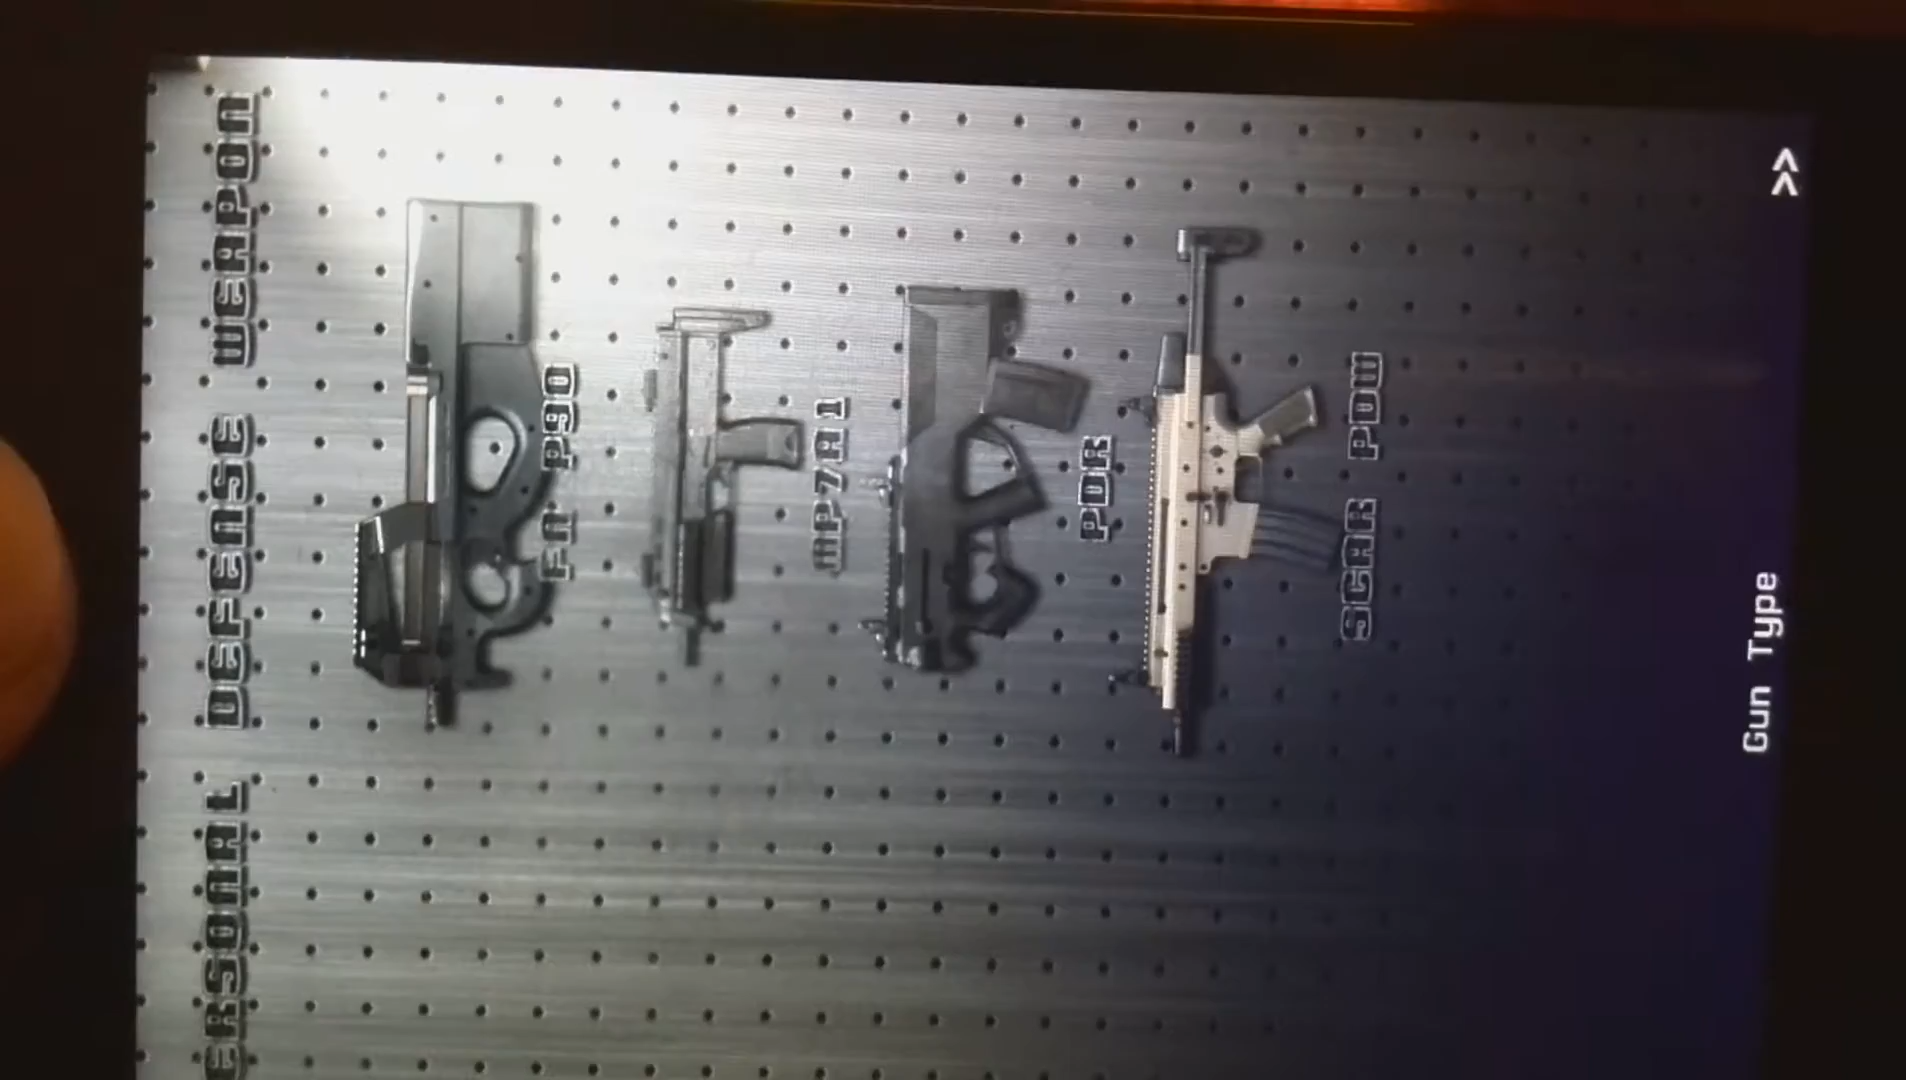 ERSONAL DEFENSE WEAPON
FN P90
MP7A1
PDR
SCAR PDW
Gun Type >>